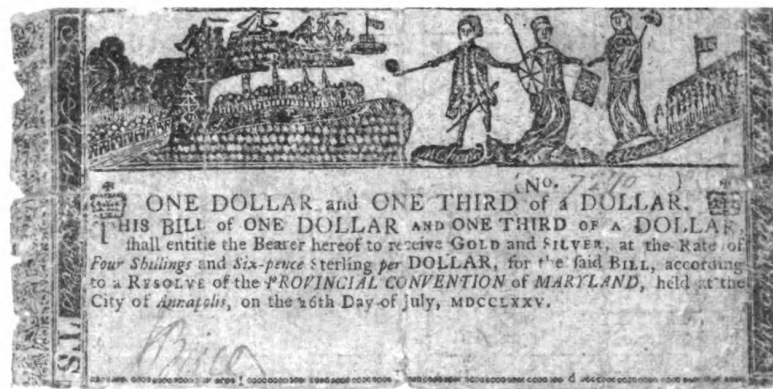 (No. 7210 )
ONE DOLLAR and ONE THIRD of a DOLLAR.
THIS BILL of ONE DOLLAR AND ONE THIRD OF A DOLLAR
ſhall entitle the Bearer hereof to receive GOLD and SILVER, at the Rate of
Four Shillings and Six-pence Sterling per DOLLAR, for the ſaid BILL, according
to a RESOLVE of the PROVINCIAL CONVENTION of MARYLAND, held at the
City of Annapolis, on the 26th Day of July, MDCCLXXV.